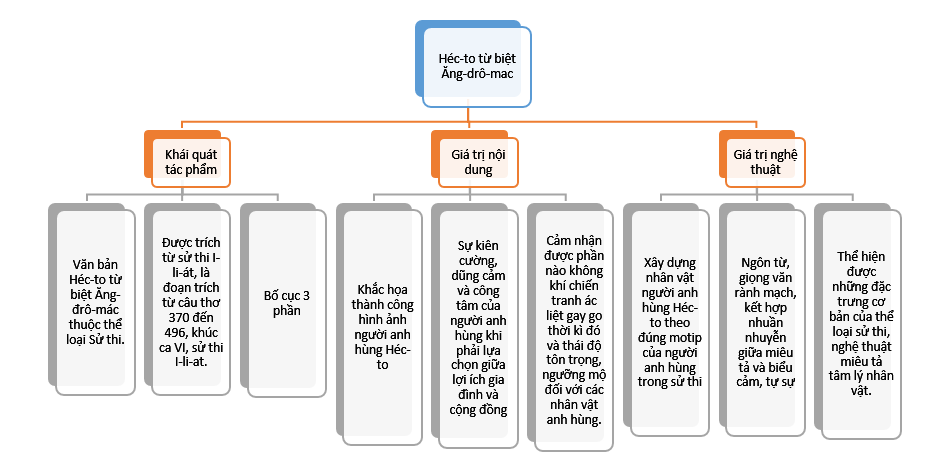 Héc-to từ biệt
Ăng-drô-mac
Khái quát
tác phẩm
Giá trị nội
dung
Giá trị nghệ
thuật
Văn bản
Héc-to từ
biệt Ăng-
đrô-mác
thuộc thể
loại Sử thi.
Được trích
từ sử thi I-
li-át, là
đoạn trích
từ câu thơ
370 đến
496, khúc
ca VI, sử thi
I-li-at.
Bố cục 3
phần
Khắc họa
thành công
hình ảnh
người anh
hùng Héc-
to
Sự kiên
cường,
dũng cảm
và công
tâm của
người anh
hùng khi
phải lựa
chọn giữa
lợi ích gia
đình và
cộng đồng
Cảm nhận
được phần
nào không
khí chiến
tranh ác
liệt gay go
thời kì đó
và thái độ
tôn trọng,
ngưỡng mộ
đối với các
nhân vật
anh hùng.
Xây dựng
nhân vật
người anh
hùng Héc-
to theo
đúng motip
của người
anh hùng
trong sử thi
Ngôn từ,
giọng văn
rành mạch,
kết hợp
nhuần
nhuyễn
giữa miêu
tả và biểu
cảm, tự sự
Thể hiện
được
những đặc
trưng cơ
bản của thể
loại sử thi,
nghệ thuật
miêu tả
tâm lý nhân
vật.